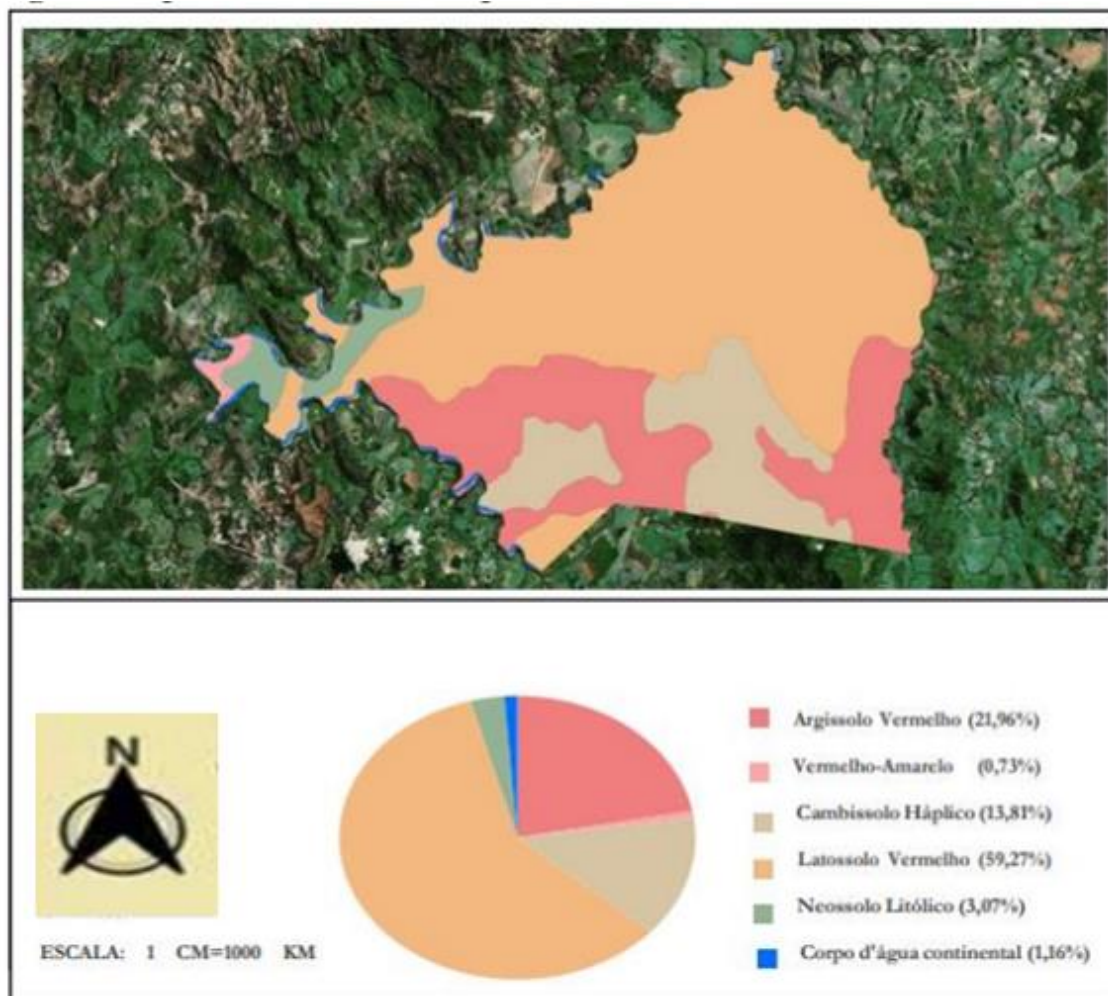 N
ESCALA: 1 CM=1000 KM
Argissolo Vermelho (21,96%)
Vermelho-Amarelo (0,73%)
Cambissolo Háplico (13,81%)
Latossolo Vermelho (59,27%)
Neossolo Litólico (3,07%)
Corpo d'água continental (1,16%)